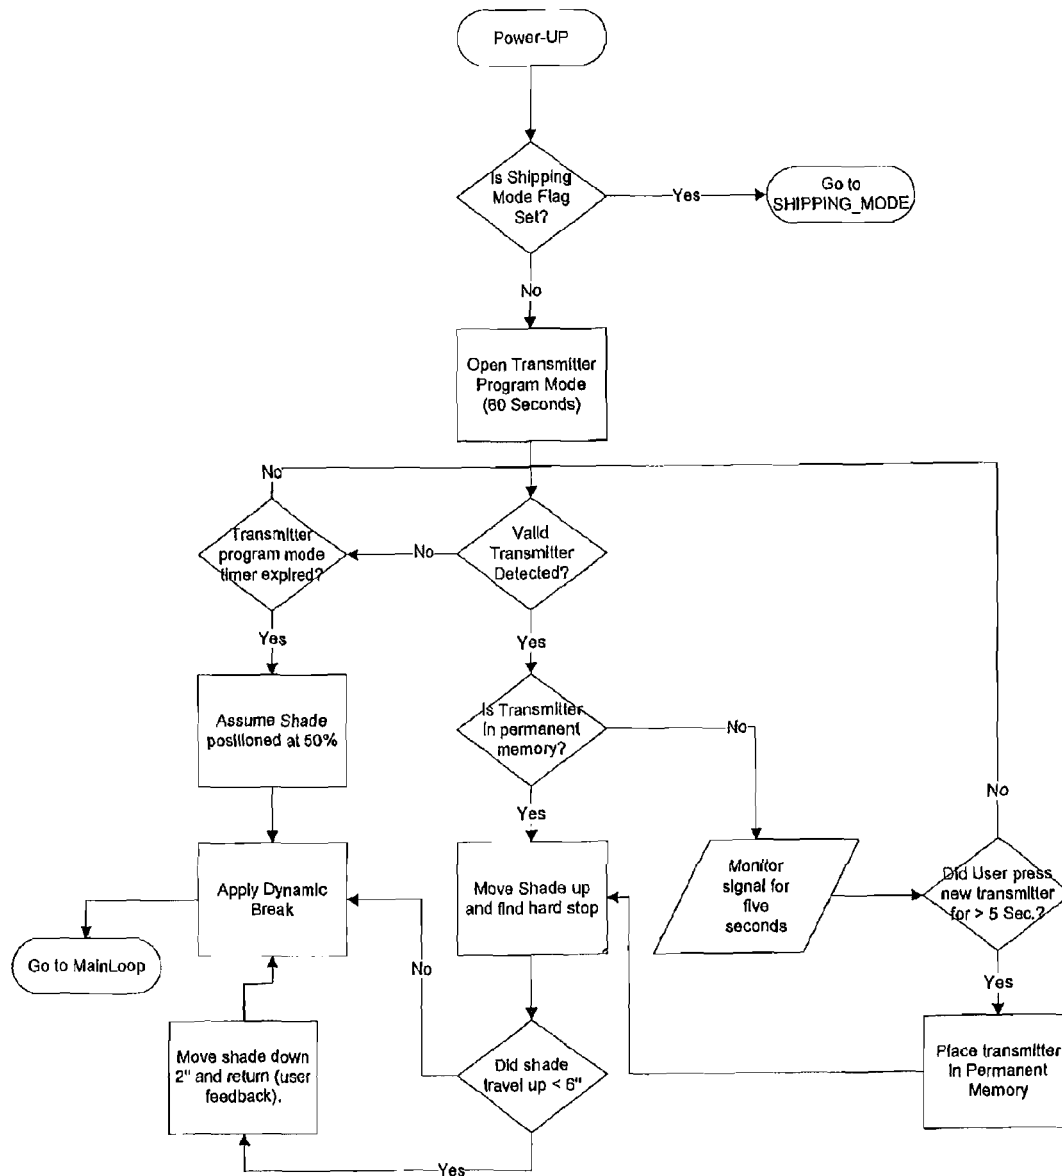 Power-UP
Is Shipping
Mode Flag
Set?
Yes
Go to
SHIPPING_MODE
No
Open Transmitter
Program Mode
(60 Seconds)
No
Transmitter
program mode
timer expired?
No
Valid
Transmitter
Detected?
Yes
Yes
Assume Shade
positioned at 50%
Is Transmitter
in permanent
memory?
No
Yes
No
Apply Dynamic
Break
Move Shade up
and find hard stop
Monitor
signal for
five
seconds
Did User press
new transmitter
for > 5 Sec.?
Go to MainLoop
No
Yes
Move shade down
2" and return (user
feedback).
Did shade
travel up < 6"
Place transmitter
In Permanent
Memory
Yes